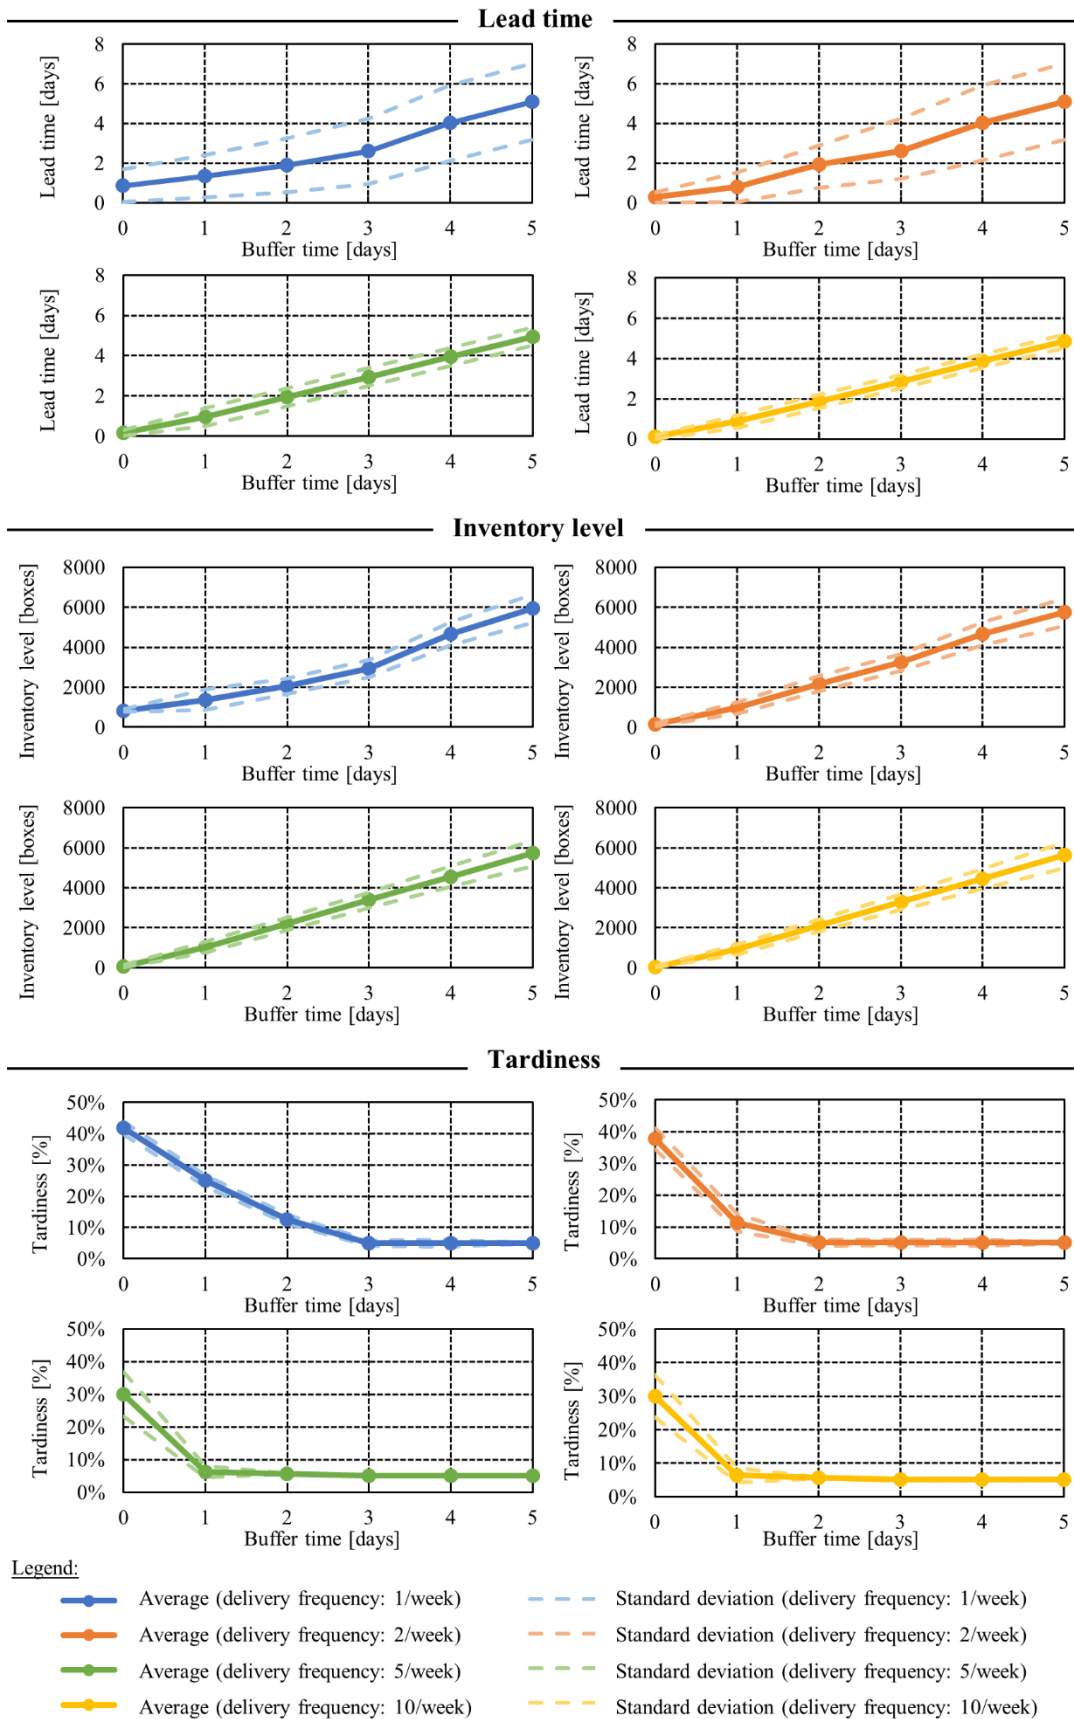 Lead time
Lead time [days]
8
6
4
2
0
0 1 2 3 4 5
Buffer time [days]
Lead time [days]
8
6
4
2
0
0 1 2 3 4 5
Buffer time [days]
Lead time [days]
8
6
4
2
0
0 1 2 3 4 5
Buffer time [days]
Lead time [days]
8
6
4
2
0
0 1 2 3 4 5
Buffer time [days]
Inventory level
Inventory level [boxes]
8000
6000
4000
2000
0
0 1 2 3 4 5
Buffer time [days]
Inventory level [boxes]
8000
6000
4000
2000
0
0 1 2 3 4 5
Buffer time [days]
Inventory level [boxes]
8000
6000
4000
2000
0
0 1 2 3 4 5
Buffer time [days]
Inventory level [boxes]
8000
6000
4000
2000
0
0 1 2 3 4 5
Buffer time [days]
Tardiness
Tardiness [%]
50%
40%
30%
20%
10%
0%
0 1 2 3 4 5
Buffer time [days]
Tardiness [%]
50%
40%
30%
20%
10%
0%
0 1 2 3 4 5
Buffer time [days]
Tardiness [%]
50%
40%
30%
20%
10%
0%
0 1 2 3 4 5
Buffer time [days]
Tardiness [%]
50%
40%
30%
20%
10%
0%
0 1 2 3 4 5
Buffer time [days]
Legend:
Average (delivery frequency: 1/week)
Standard deviation (delivery frequency: 1/week)
Average (delivery frequency: 2/week)
Standard deviation (delivery frequency: 2/week)
Average (delivery frequency: 5/week)
Standard deviation (delivery frequency: 5/week)
Average (delivery frequency: 10/week)
Standard deviation (delivery frequency: 10/week)